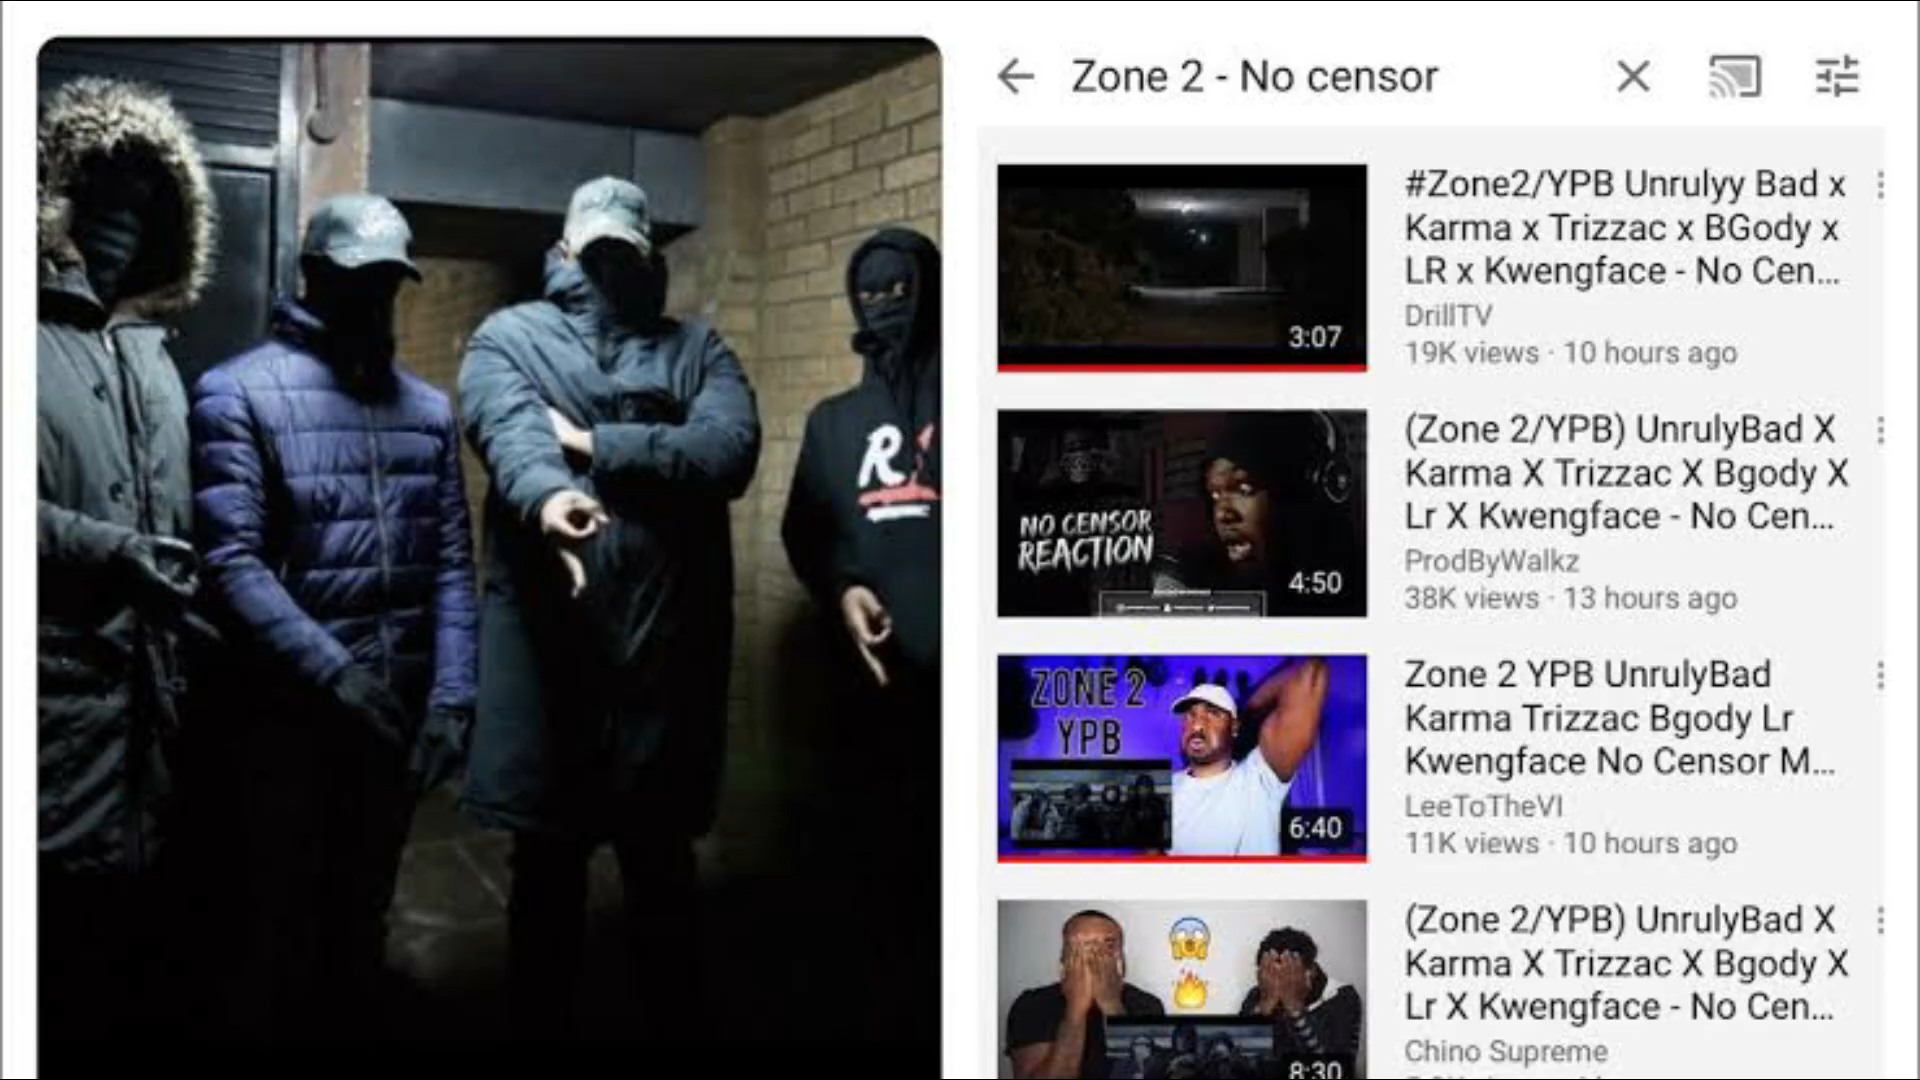 R
Zone 2 - No censor
3:07
#Zone2/YPB Unrulyy Bad x
Karma x Trizzac x BGody x
LR x Kwengface - No Cen...
DrillTV
19K views · 10 hours ago
NO CENSOR
REACTION
4:50
(Zone 2/YPB) UnrulyBad X
Karma X Trizzac X Bgody X
Lr X Kwengface - No Cen...
ProdByWalkz
38K views · 13 hours ago
ZONE 2
YPB
6:40
Zone 2 YPB UnrulyBad
Karma Trizzac Bgody Lr
Kwengface No Censor M...
LeeToTheVI
11K views · 10 hours ago
8:30
(Zone 2/YPB) UnrulyBad X
Karma X Trizzac X Bgody X
Lr X Kwengface - No Cen...
Chino Supreme